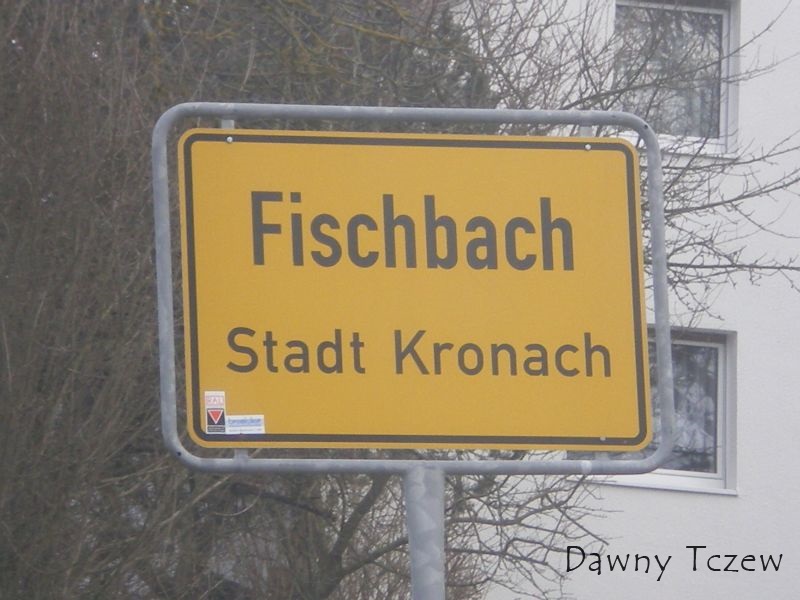 Fischbach
Stadt Kronach
Dawny Tczew